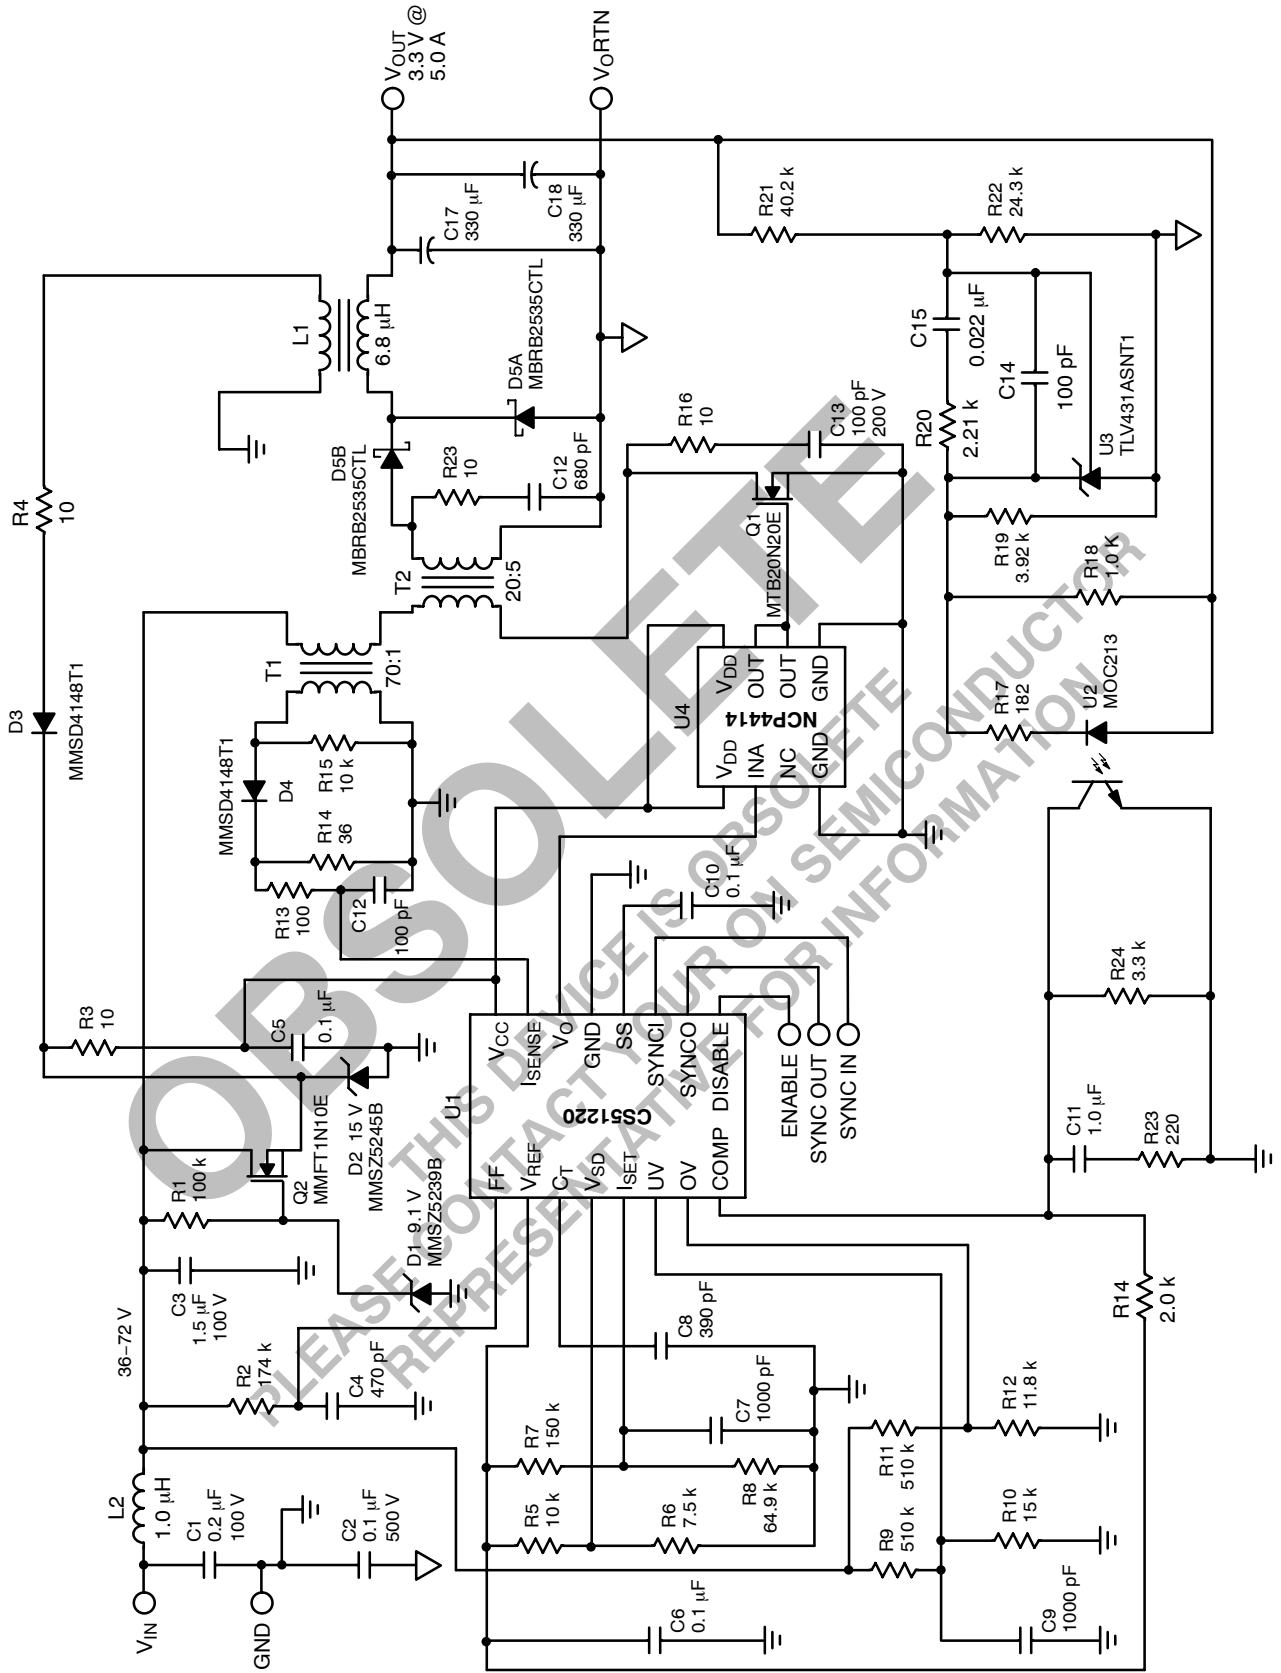 VIN
GND
L2
1.0 µH
C1
0.2 µF
100 V
C2
0.1 µF
500 V
36–72 V
R2
174 k
C4
470 pF
C3
1.5 µF
100 V
R1
100 k
Q2
MMFT1N10E
D2 15 V
MMSZ5245B
D1 9.1 V
MMSZ5239B
R3
10
C5
0.1 µF
D3
MMSD4148T1
R4
10
MMSD4148T1
D4
R13
100
C12
100 pF
R14
36
R15
10 k
T1
70:1
T2
20:5
D5B
MBRB2535CTL
R23
10
C12
680 pF
D5A
MBRB2535CTL
L1
6.8 µH
C17
330 µF
C18
330 µF
VOUT
3.3 V @
5.0 A
VORTN
U1
CS51220
FF
VREF
CT
VSD
ISET
UV
OV
COMP
VCC
ISENSE
VO
GND
SS
SYNCI
SYNCO
DISABLE
ENABLE
SYNC OUT
SYNC IN
C10
0.1 µF
U4
NCP4414
VDD
INA
NC
GND
VDD
OUT
OUT
GND
Q1
MTB20N20E
R16
10
C13
100 pF
200 V
C6
0.1 µF
R5
10 k
R6
7.5 k
R7
150 k
R8
64.9 k
C7
1000 pF
C8
390 pF
R9
510 k
R10
15 k
R11
510 k
R12
11.8 k
C9
1000 pF
R14
2.0 k
C11
1.0 µF
R23
220
R24
3.3 k
U2
MOC213
R17
182
R18
1.0 K
R19
3.92 k
R20
2.21 k
C15
0.022 µF
C14
100 pF
U3
TLV431ASNT1
R21
40.2 k
R22
24.3 k
OBSOLETE
THIS DEVICE IS OBSOLETE
PLEASE CONTACT YOUR ON SEMICONDUCTOR
REPRESENTATIVE FOR INFORMATION